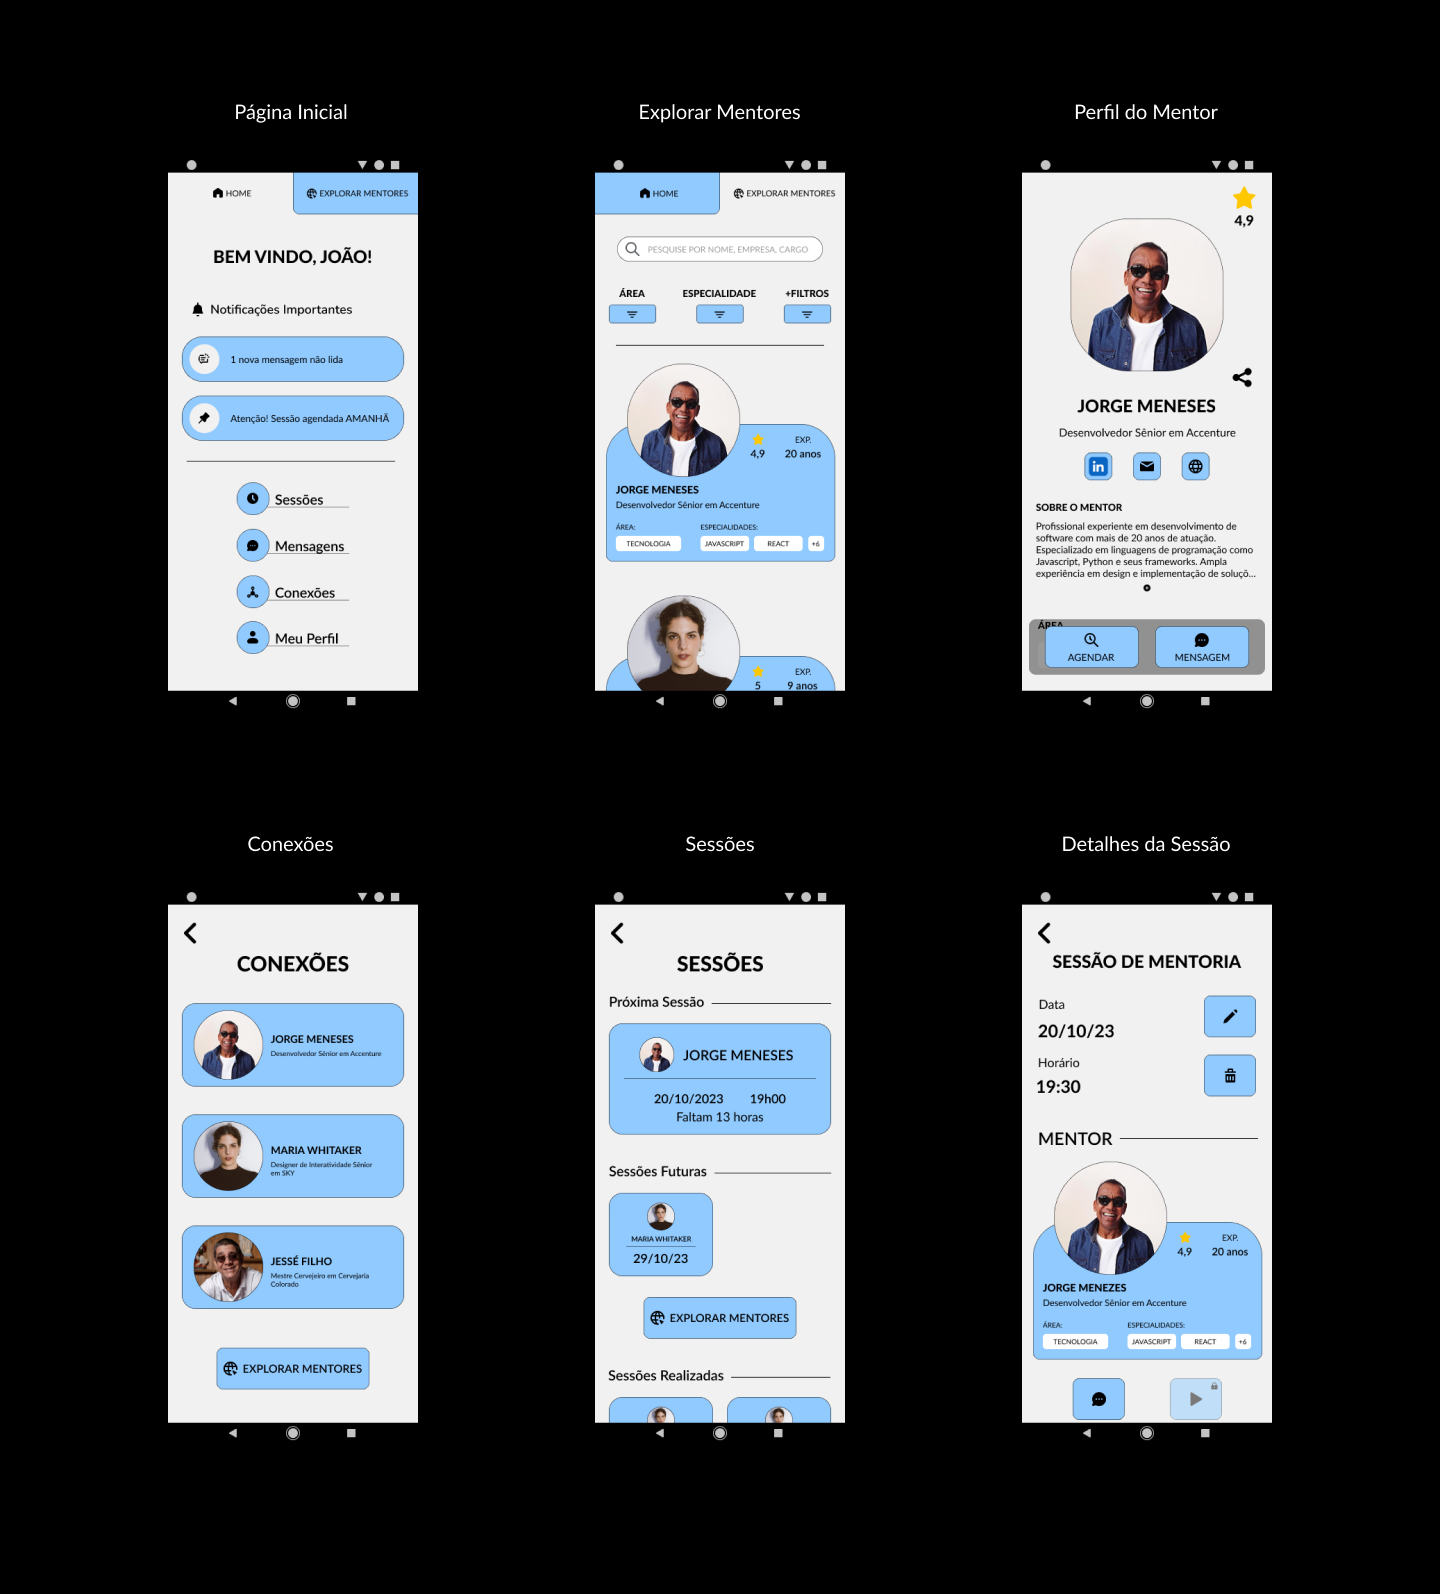 Página Inicial
HOME
EXPLORAR MENTORES
BEM VINDO, JOÃO!
Notificações Importantes
1 nova mensagem não lida
Atenção! Sessão agendada AMANHÃ
Sessões
Mensagens
Conexões
Meu Perfil
Explorar Mentores
HOME
EXPLORAR MENTORES
PESQUISE POR NOME, EMPRESA, CARGO
ÁREA
ESPECIALIDADE
+FILTROS
4,9
EXP.
20 anos
JORGE MENESES
Desenvolvedor Sênior em Accenture
ÁREA:
TECNOLOGIA
ESPECIALIDADES:
JAVASCRIPT
REACT
+6
5
EXP.
9 anos
Perfil do Mentor
4,9
JORGE MENESES
Desenvolvedor Sênior em Accenture
in
SOBRE O MENTOR
Profissional experiente em desenvolvimento de
software com mais de 20 anos de atuação.
Especializado em linguagens de programação como
Javascript, Python e seus frameworks. Ampla
experiência em design e implementação de soluçõ...
ÁREA
AGENDAR
MENSAGEM
Conexões
CONEXÕES
JORGE MENESES
Desenvolvedor Sênior em Accenture
MARIA WHITAKER
Designer de Interatividade Sênior
em SKY
JESSÉ FILHO
Mestre Cervejeiro em Cervejaria
Colorado
EXPLORAR MENTORES
Sessões
SESSÕES
Próxima Sessão
JORGE MENESES
20/10/2023
19h00
Faltam 13 horas
Sessões Futuras
MARIA WHITAKER
29/10/23
EXPLORAR MENTORES
Sessões Realizadas
Detalhes da Sessão
SESSÃO DE MENTORIA
Data
20/10/23
Horário
19:30
MENTOR
4,9
EXP.
20 anos
JORGE MENEZES
Desenvolvedor Sênior em Accenture
ÁREA:
TECNOLOGIA
ESPECIALIDADES:
JAVASCRIPT
REACT
+6